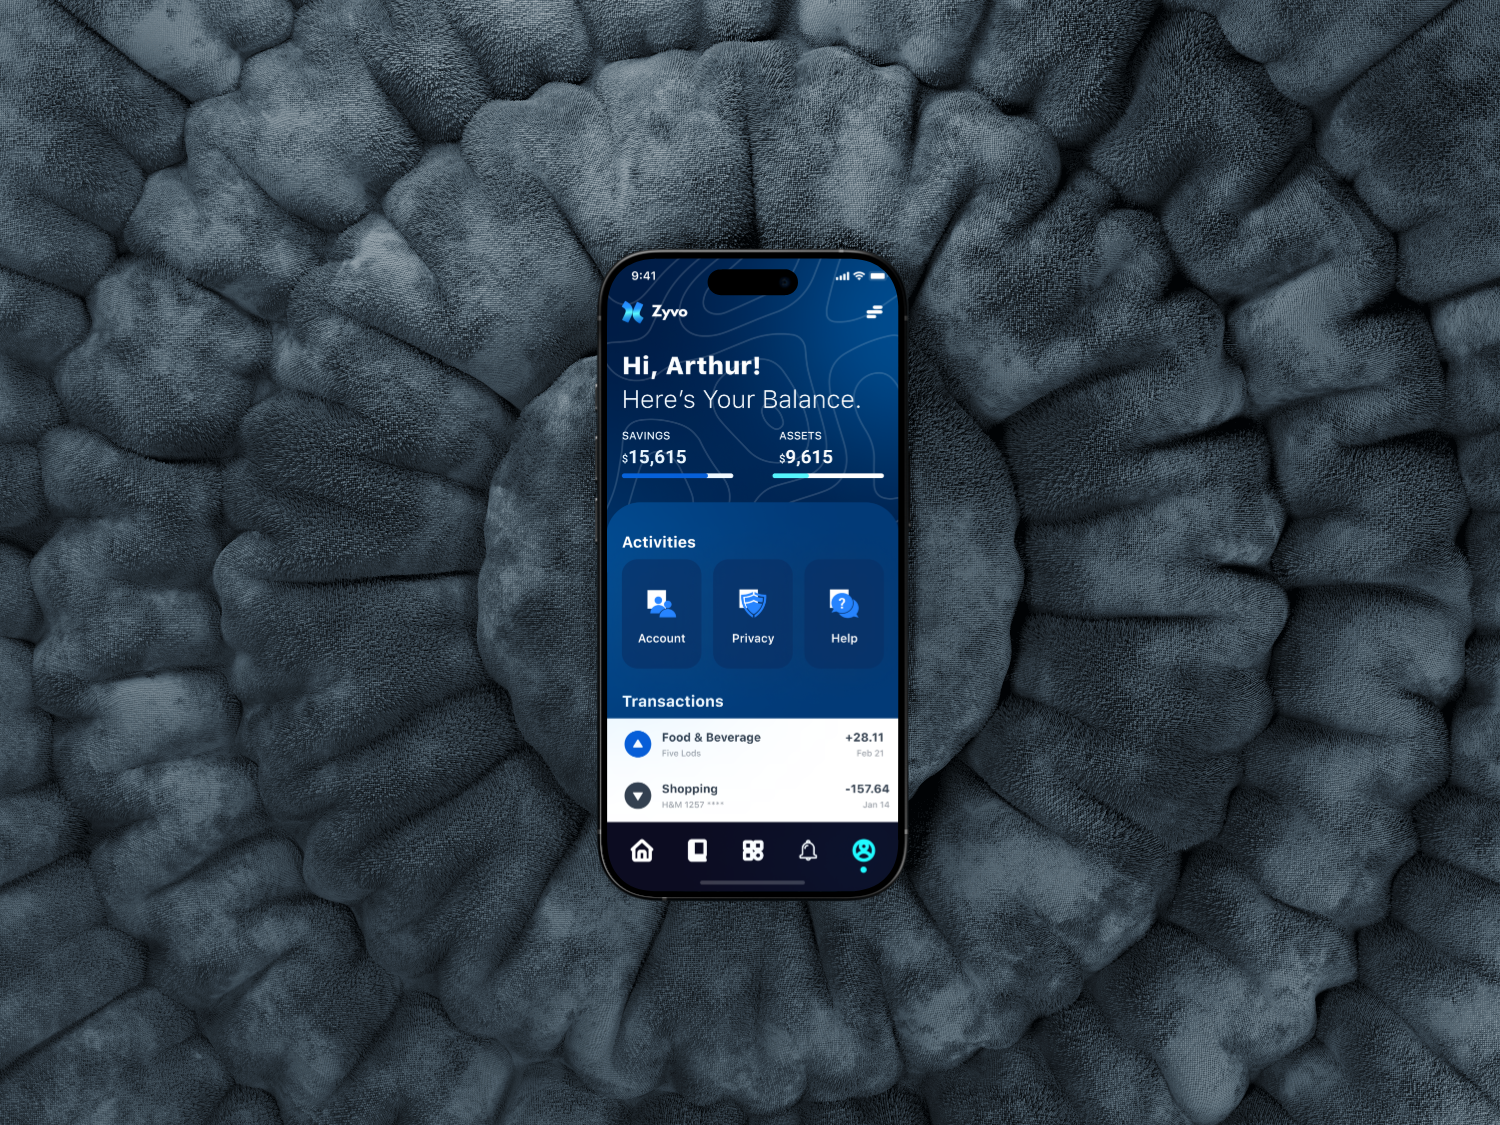 9:41
Zyvo
Hi, Arthur!
Here's Your Balance.
SAVINGS ASSETS
$15,615 $9,615
Activities
Account Privacy Help
Transactions
Food & Beverage +28.11
Five Lods Feb 21
Shopping -157.64
H&M 1257 **** Jan 14